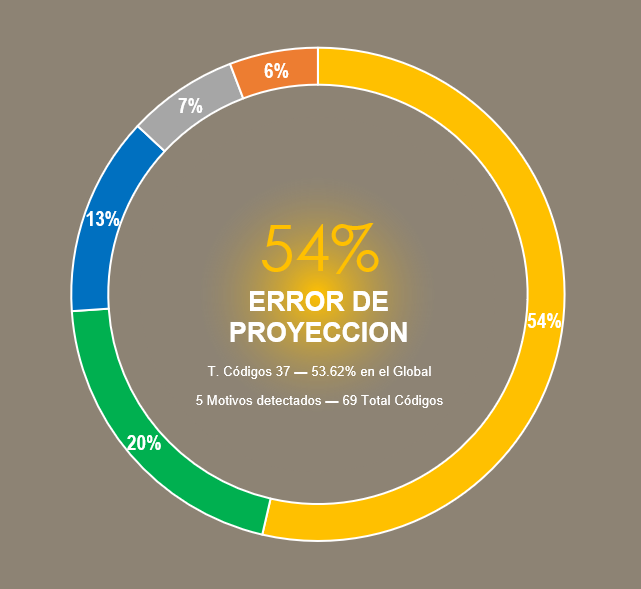 6%
7%
13%
54%
ERROR DE
PROYECCION
54%
T. Códigos 37 — 53.62% en el Global
5 Motivos detectados — 69 Total Códigos
20%